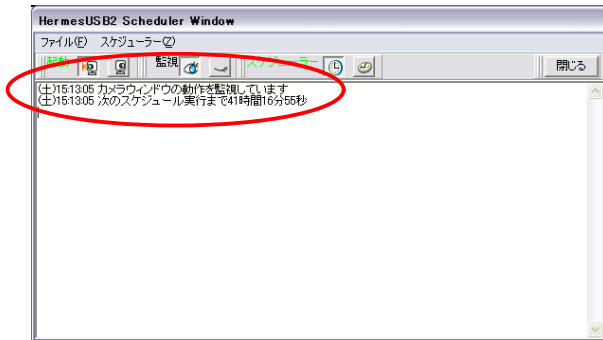 HermesUSB2 Scheduler Window
ファイル(F) スケジューラー(Z)
起動 監視 スケジューラー 閉じる
(土)15:13:05 カメラウィンドウの動作を監視しています
(土)15:13:05 次のスケジュール実行まで41時間16分55秒